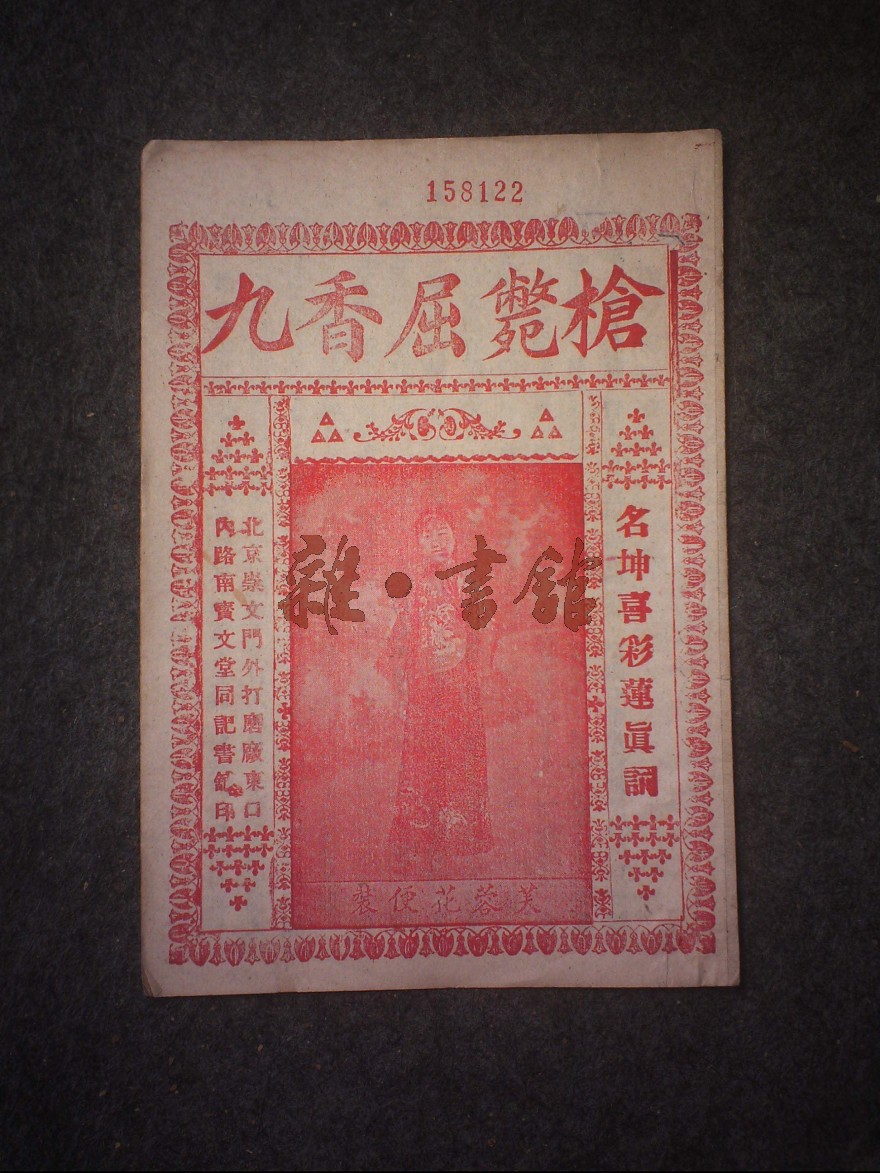 158122
槍斃屈香九
名坤喜彩蓮眞詞
北京崇文門外打磨廠東口
內路南寳文堂同記書鋪印
芙蓉花便裝
雜·書舘